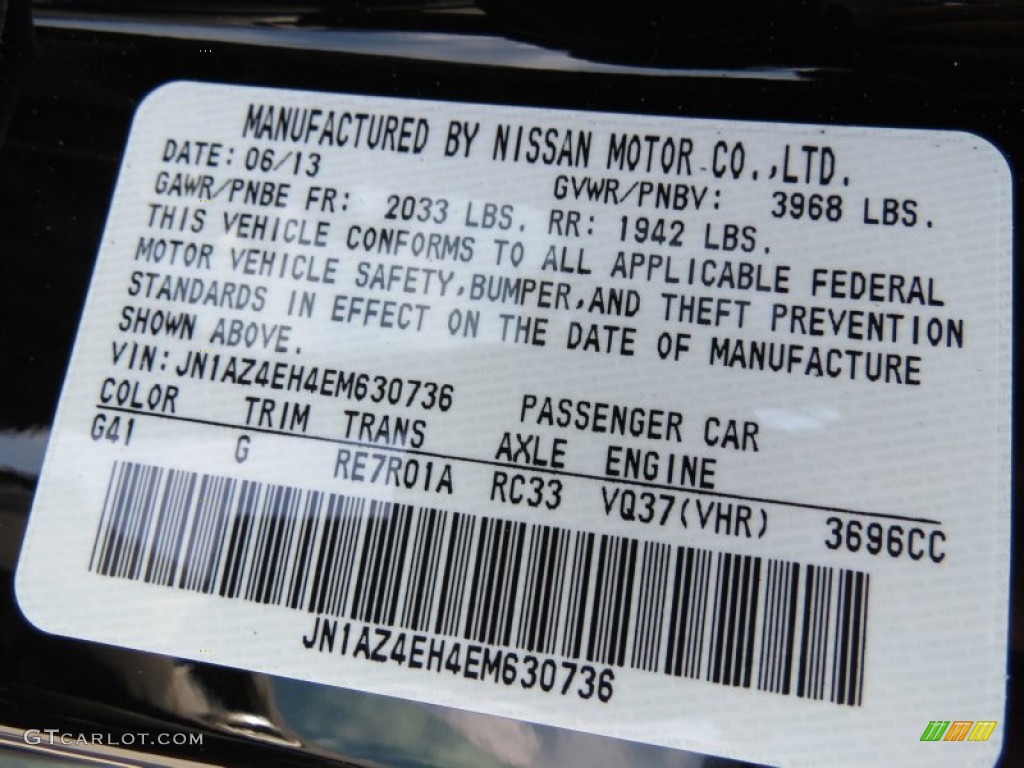 MANUFACTURED BY NISSAN MOTOR CO.,LTD.
DATE: 06/13 GVWR/PNBV: 3968 LBS.
GAWR/PNBE FR: 2033 LBS. RR: 1942 LBS.
THIS VEHICLE CONFORMS TO ALL APPLICABLE FEDERAL
MOTOR VEHICLE SAFETY,BUMPER,AND THEFT PREVENTION
STANDARDS IN EFFECT ON THE DATE OF MANUFACTURE
SHOWN ABOVE.
VIN:JN1AZ4EH4EM630736 PASSENGER CAR
COLOR TRIM TRANS AXLE ENGINE
G41 G RE7R01A RC33 VQ37(VHR) 3696CC
JN1AZ4EH4EM630736
GTCARLOT.COM